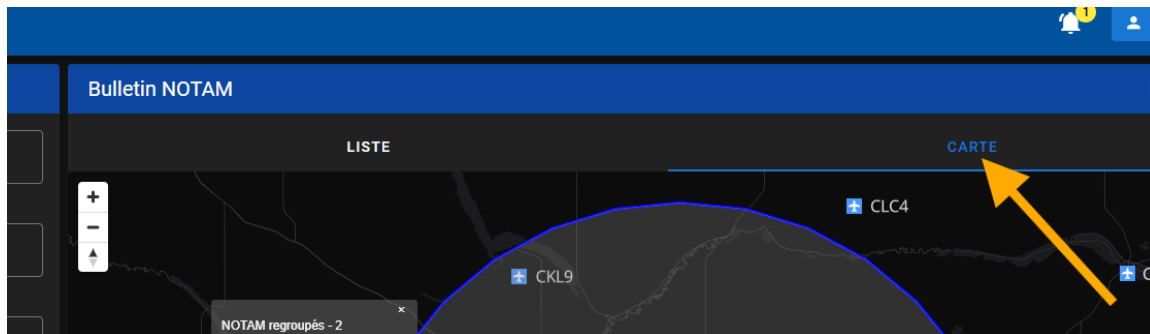 1
Bulletin NOTAM
LISTE
CARTE
CLC4
CKL9
C
NOTAM regroupés - 2